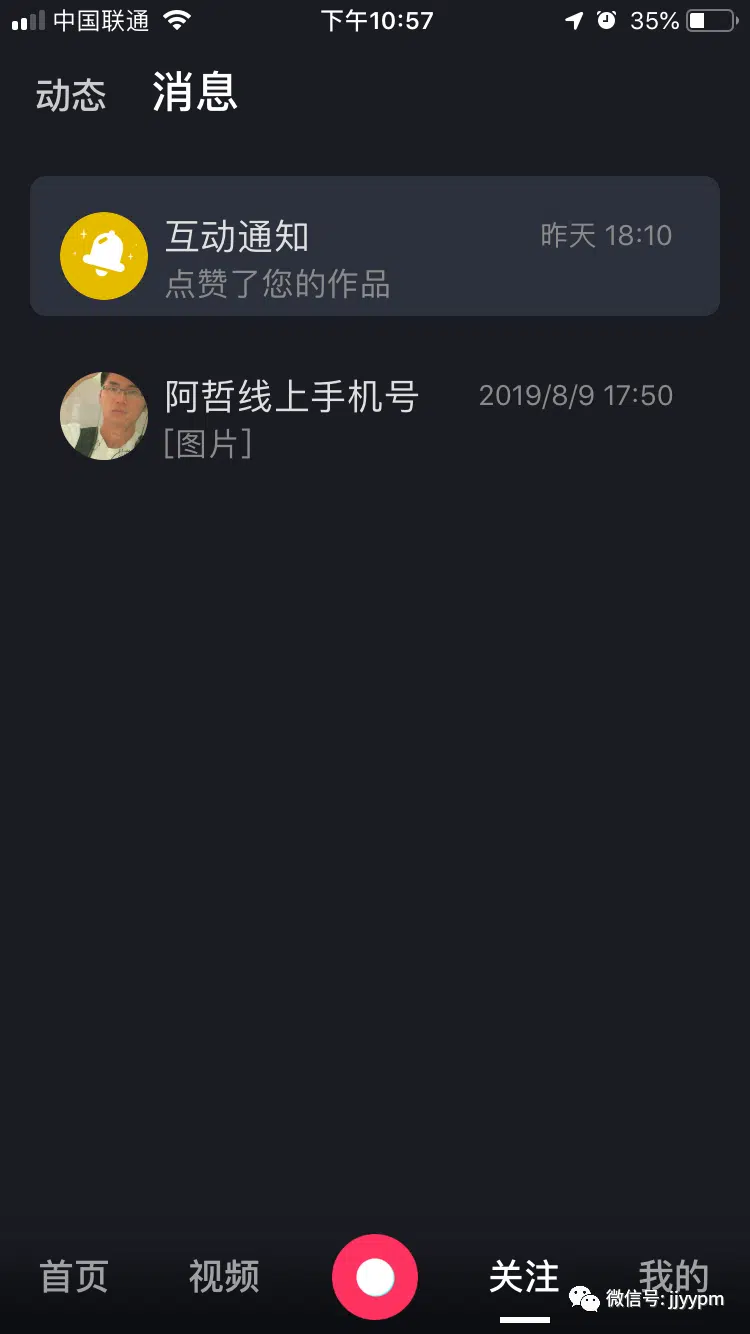 中国联通 下午10:57 35%
动态 消息
互动通知 昨天 18:10
点赞了您的作品
阿哲线上手机号 2019/8/9 17:50
[图片]
首页 视频 关注 我的
微信号: jjyypm